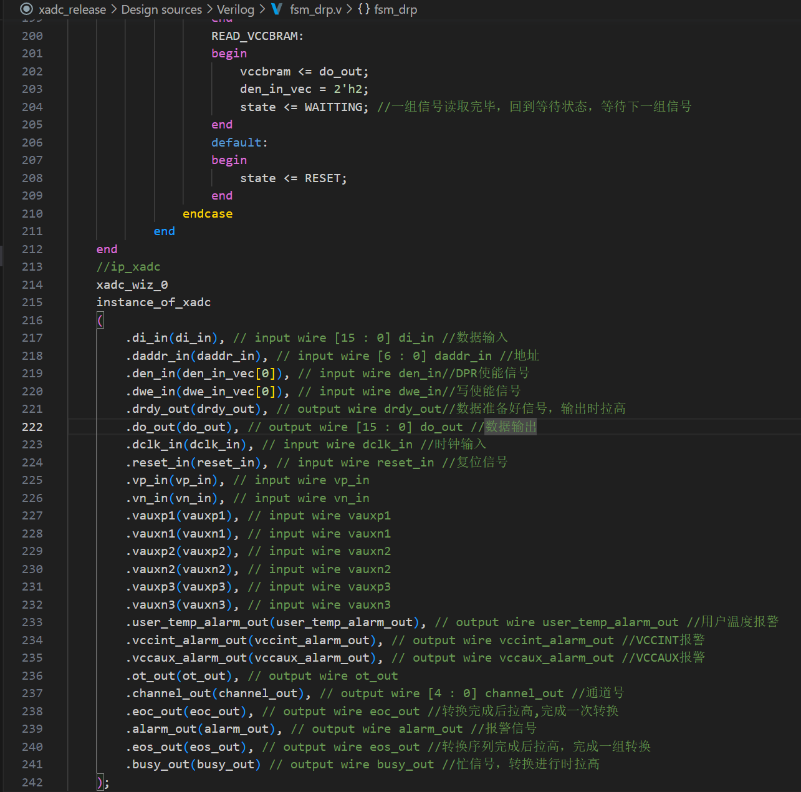 xadc_release > Design sources > Verilog > fsm_drp.v > {} fsm_drp
199 end
200 READ_VCCBRAM:
201 begin
202 vccbram <= do_out;
203 den_in_vec = 2'h2;
204 state <= WAITTING; //一组信号读取完毕，回到等待状态，等待下一组信号
205 end
206 default:
207 begin
208 state <= RESET;
209 end
210 endcase
211 end
212 end
213 //ip_xadc
214 xadc_wiz_0
215 instance_of_xadc
216 (
217 .di_in(di_in), // input wire [15 : 0] di_in //数据输入
218 .daddr_in(daddr_in), // input wire [6 : 0] daddr_in //地址
219 .den_in(den_in_vec[0]), // input wire den_in//DPR使能信号
220 .dwe_in(dwe_in_vec[0]), // input wire dwe_in//写使能信号
221 .drdy_out(drdy_out), // output wire drdy_out//数据准备好信号，输出时拉高
222 .do_out(do_out), // output wire [15 : 0] do_out //数据输出
223 .dclk_in(dclk_in), // input wire dclk_in //时钟输入
224 .reset_in(reset_in), // input wire reset_in //复位信号
225 .vp_in(vp_in), // input wire vp_in
226 .vn_in(vn_in), // input wire vn_in
227 .vauxp1(vauxp1), // input wire vauxp1
228 .vauxn1(vauxn1), // input wire vauxn1
229 .vauxp2(vauxp2), // input wire vauxn2
230 .vauxn2(vauxn2), // input wire vauxn2
231 .vauxp3(vauxp3), // input wire vauxp3
232 .vauxn3(vauxn3), // input wire vauxn3
233 .user_temp_alarm_out(user_temp_alarm_out), // output wire user_temp_alarm_out //用户温度报警
234 .vccint_alarm_out(vccint_alarm_out), // output wire vccint_alarm_out //VCCINT报警
235 .vccaux_alarm_out(vccaux_alarm_out), // output wire vccaux_alarm_out //VCCAUX报警
236 .ot_out(ot_out), // output wire ot_out
237 .channel_out(channel_out), // output wire [4 : 0] channel_out //通道号
238 .eoc_out(eoc_out), // output wire eoc_out //转换完成后拉高,完成一次转换
239 .alarm_out(alarm_out), // output wire alarm_out //报警信号
240 .eos_out(eos_out), // output wire eos_out //转换序列完成后拉高，完成一组转换
241 .busy_out(busy_out) // output wire busy_out //忙信号，转换进行时拉高
242 );